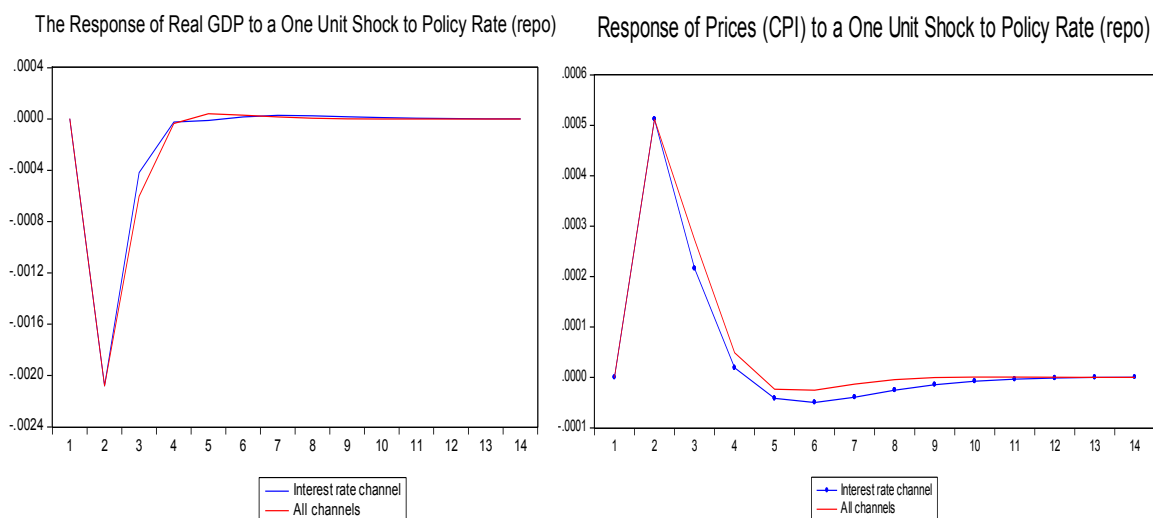 The Response of Real GDP to a One Unit Shock to Policy Rate (repo)
.0004
.0000
-.0004
-.0008
-.0012
-.0016
-.0020
-.0024
1 2 3 4 5 6 7 8 9 10 11 12 13 14
Interest rate channel
All channels
Response of Prices (CPI) to a One Unit Shock to Policy Rate (repo)
.0006
.0005
.0004
.0003
.0002
.0001
.0000
-.0001
1 2 3 4 5 6 7 8 9 10 11 12 13 14
Interest rate channel
All channels